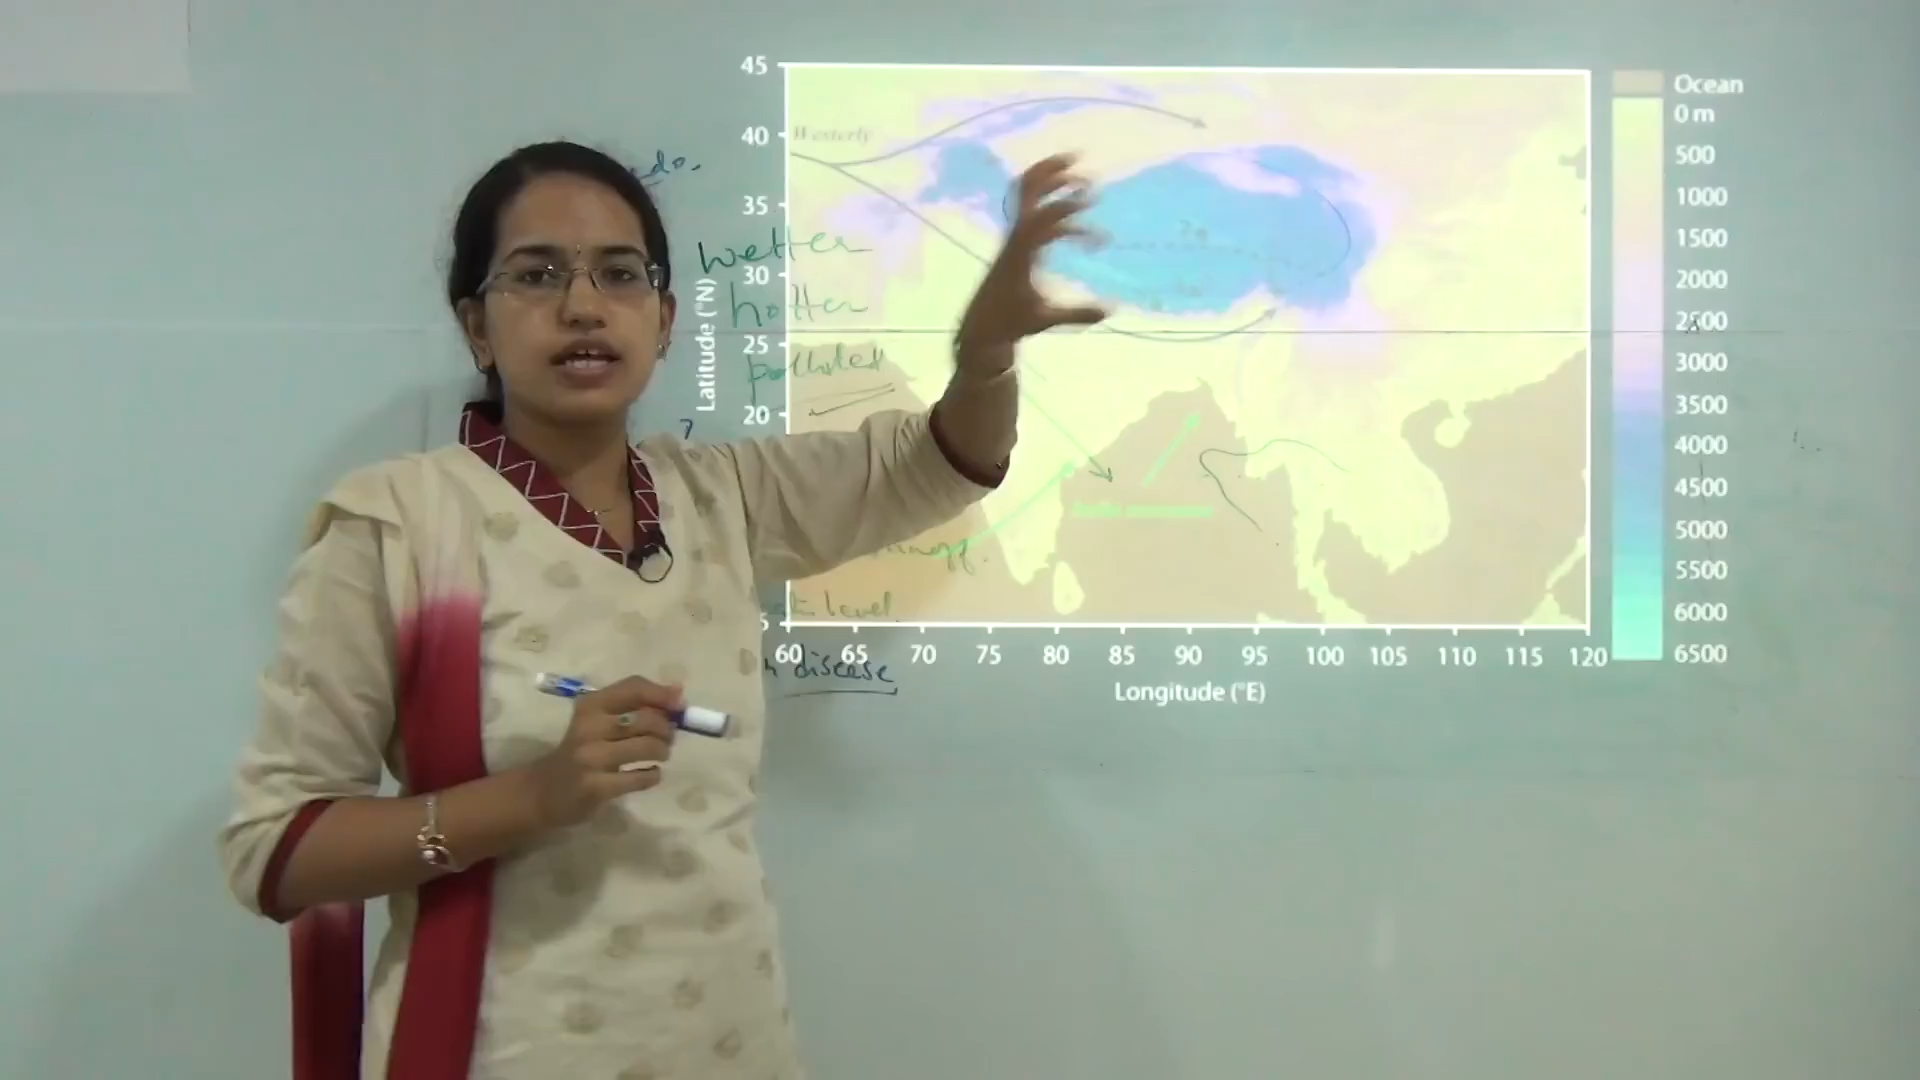 Westerly
wetter
hotter
polluted
level
disease
45
40
35
30
25
20
5
Latitude (°N)
60 65 70 75 80 85 90 95 100 105 110 115 120
Longitude (°E)
Ocean
0 m
500
1000
1500
2000
2500
3000
3500
4000
4500
5000
5500
6000
6500